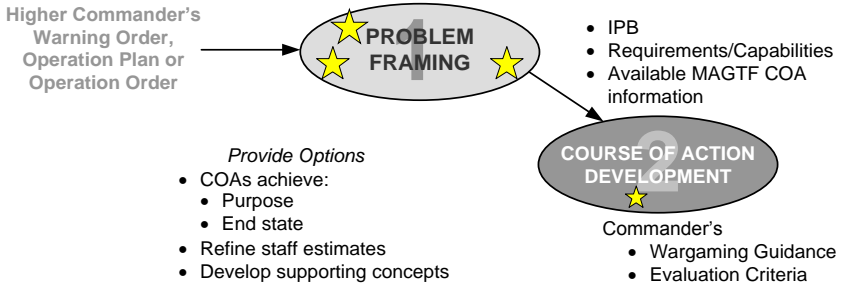 Higher Commander's
Warning Order,
Operation Plan or
Operation Order
1
PROBLEM
FRAMING
• IPB
• Requirements/Capabilities
• Available MAGTF COA
information
2
COURSE OF ACTION
DEVELOPMENT
Provide Options
• COAs achieve:
• Purpose
• End state
• Refine staff estimates
• Develop supporting concepts
Commander's
• Wargaming Guidance
• Evaluation Criteria